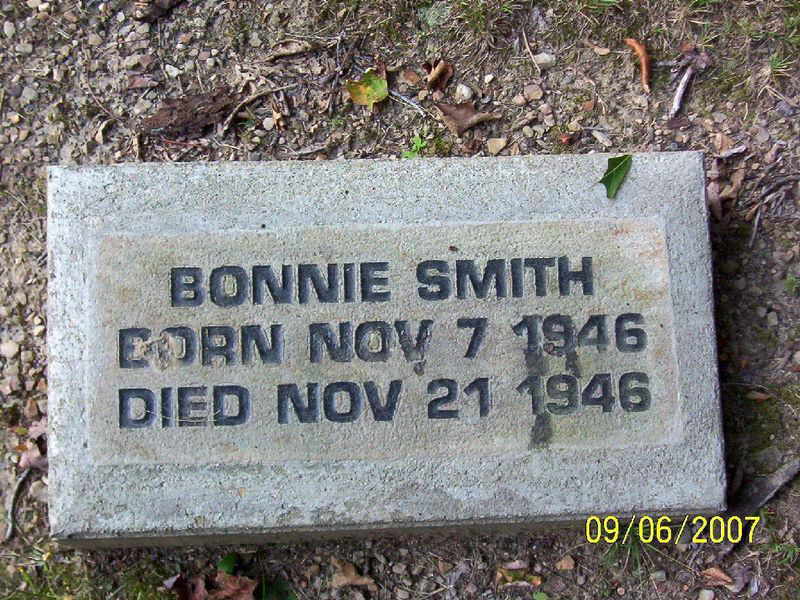 BONNIE SMITH
BORN NOV 7 1946
DIED NOV 21 1946
09/06/2007